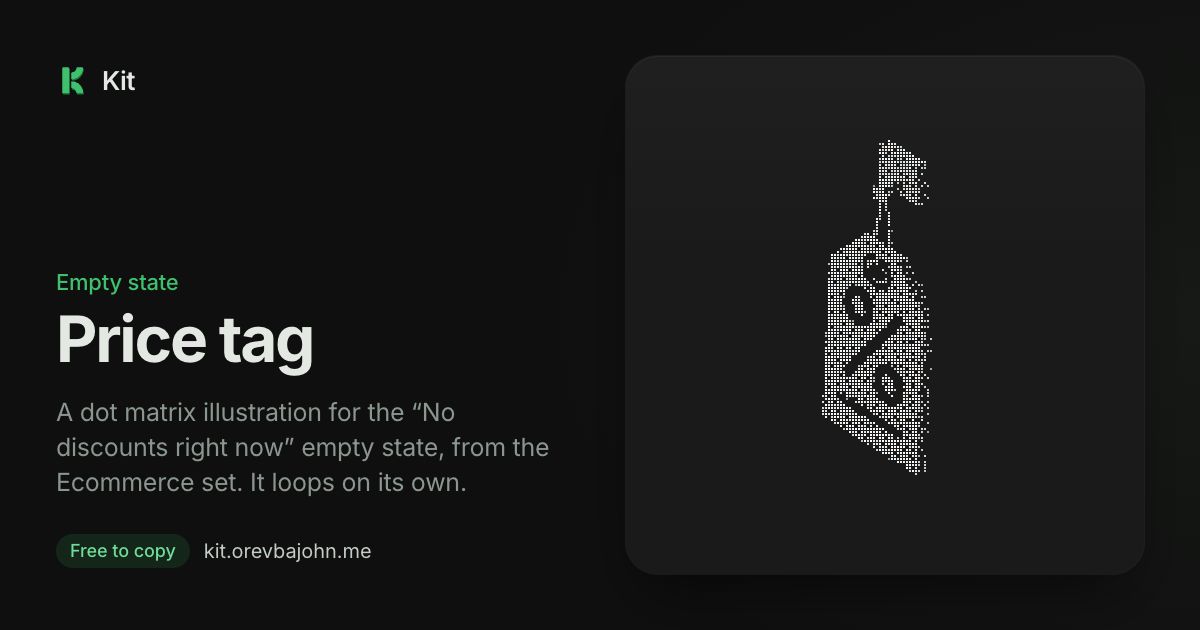 Kit
Empty state
Price tag
A dot matrix illustration for the “No
discounts right now” empty state, from the
Ecommerce set. It loops on its own.
Free to copy
kit.orevbajohn.me
%